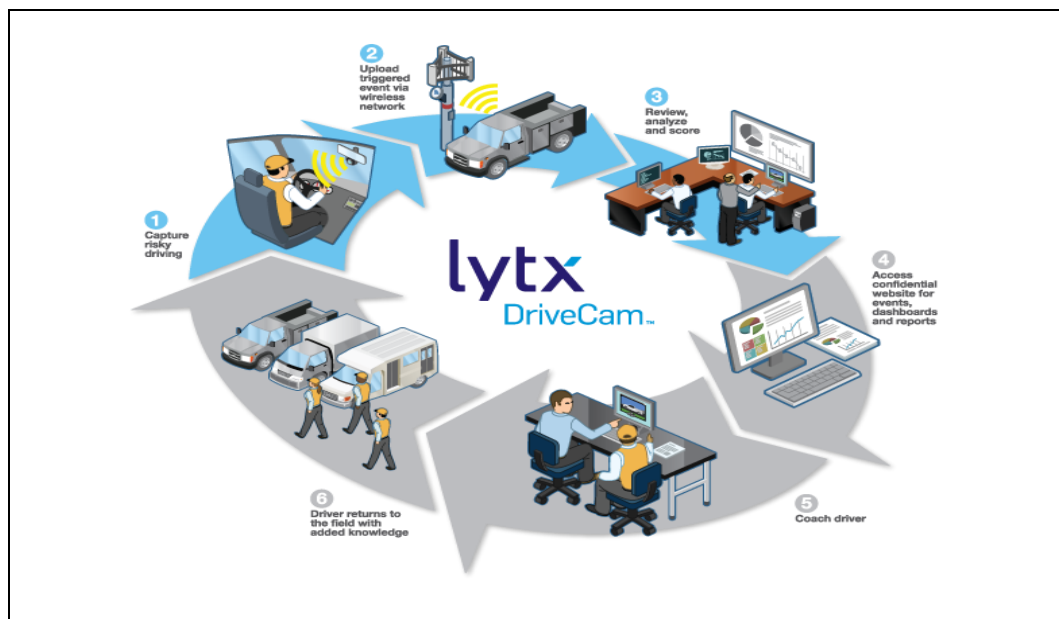 1
Capture
risky
driving
2
Upload
triggered
event via
wireless
network
3
Review,
analyze
and score
4
Access
confidential
website for
events,
dashboards
and reports
5
Coach driver
6
Driver returns to
the field with
added knowledge
lytx
DriveCam™